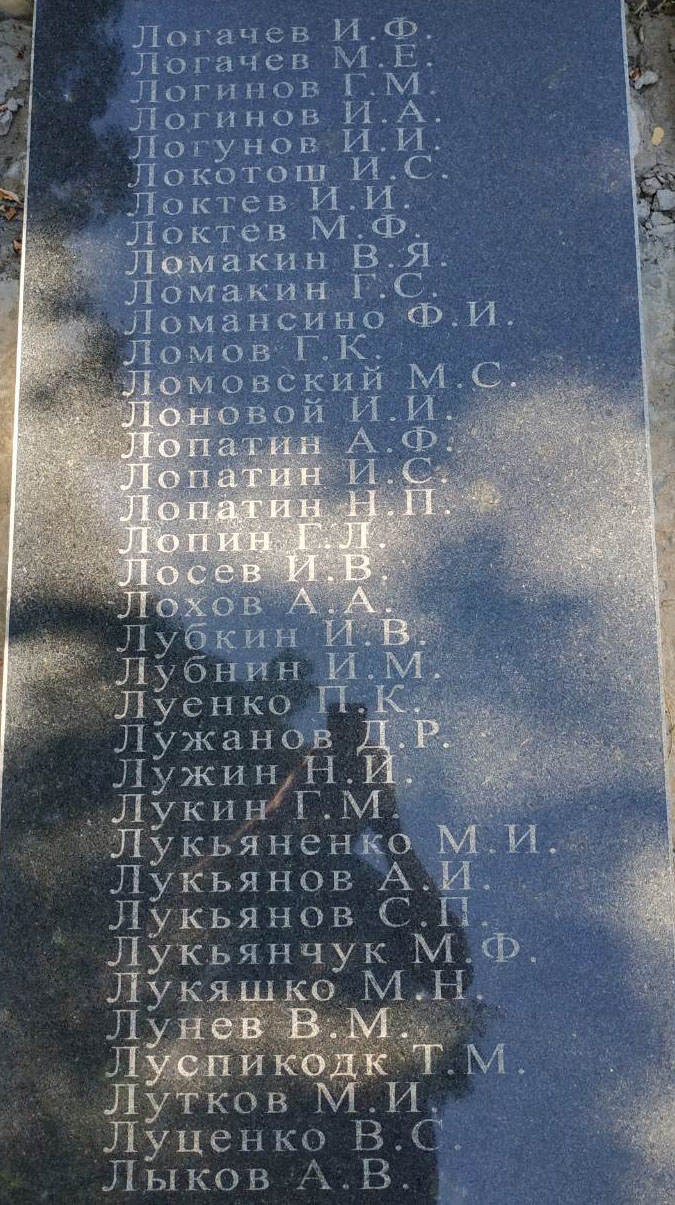 Логачев И.Ф.
Логачев М.Е.
Логинов Г.М.
Логинов И.А.
Логунов И.И.
Локотош И.С.
Локтев И.И.
Локтев М.Ф.
Ломакин В.Я.
Ломакин Г.С.
Ломансино Ф.И.
Ломов Г.К.
Ломовский М.С.
Лоновой И.И.
Лопатин А.Ф.
Лопатин И.С.
Лопатин Н.П.
Лопин Г.Л.
Лосев И.В.
Лохов А.А.
Лубкин И.В.
Лубнин И.М.
Луенко П.К.
Лужанов Д.Р.
Лужин Н.И.
Лукин Г.М.
Лукьяненко М.И.
Лукьянов А.И.
Лукьянов С.П.
Лукьянчук М.Ф.
Лукяшко М.Н.
Лунев В.М.
Луспикодк Т.М.
Лутков М.И.
Луценко В.С.
Лыков А.В.